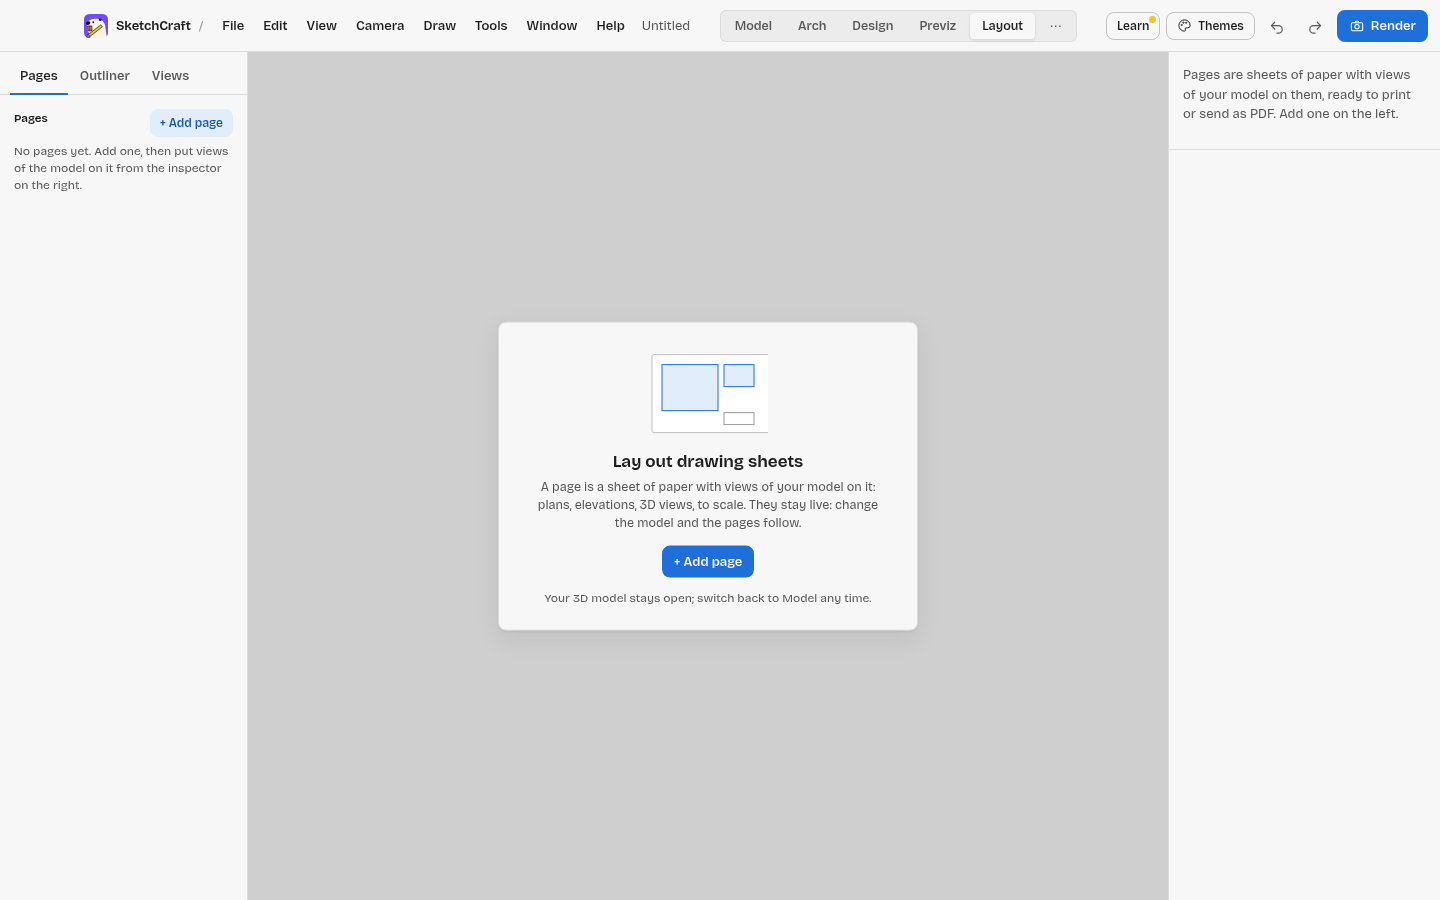 SketchCraft / File Edit View Camera Draw Tools Window Help Untitled Model Arch Design Previz Layout ··· Learn Themes Render
Pages Outliner Views
Pages + Add page
No pages yet. Add one, then put views
of the model on it from the inspector
on the right.
Lay out drawing sheets
A page is a sheet of paper with views of your model on it:
plans, elevations, 3D views, to scale. They stay live: change
the model and the pages follow.
+ Add page
Your 3D model stays open; switch back to Model any time.
Pages are sheets of paper with views
of your model on them, ready to print
or send as PDF. Add one on the left.